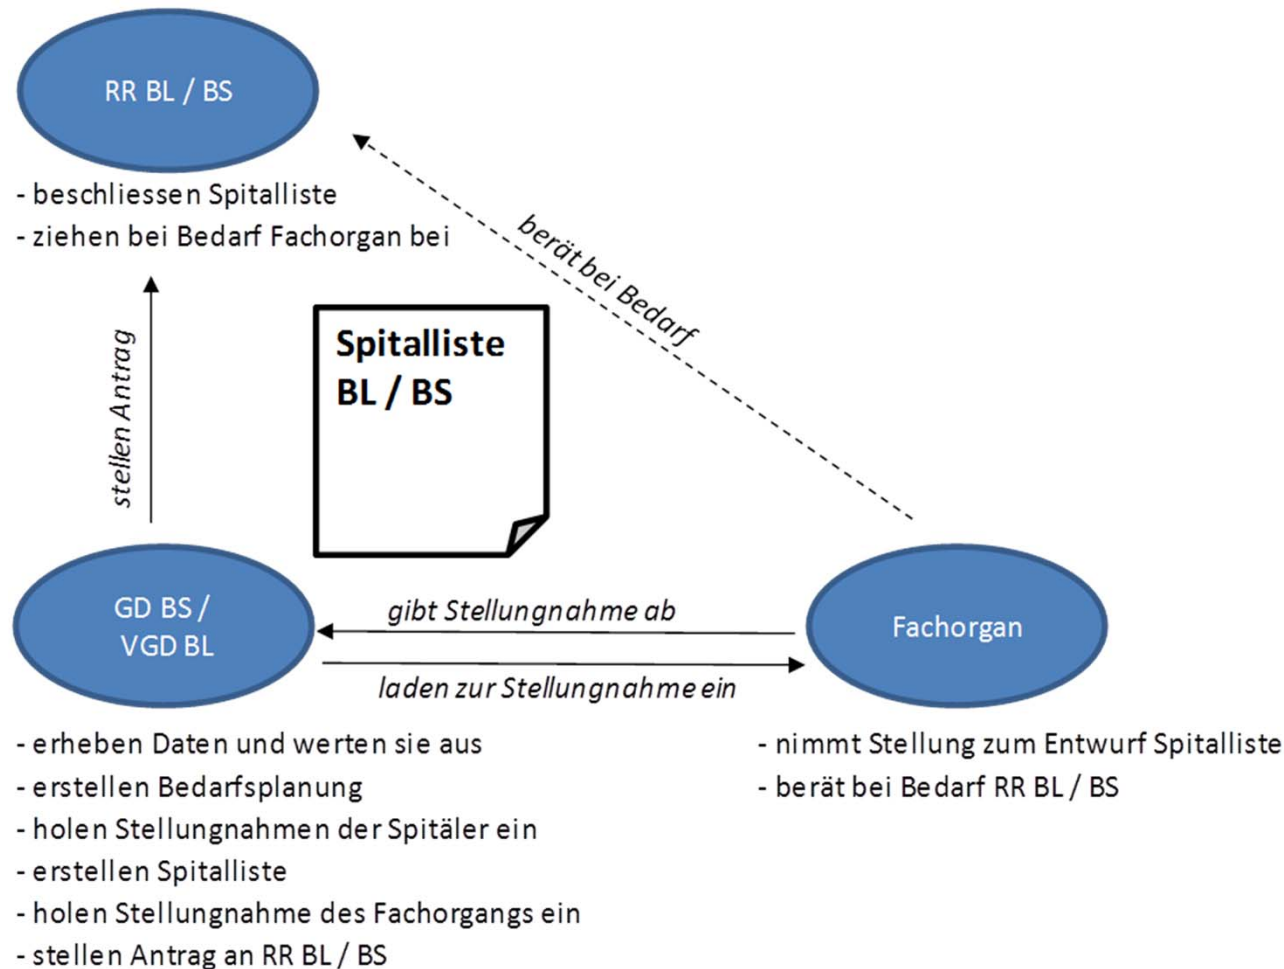 RR BL / BS
- beschliessen Spitalliste
- ziehen bei Bedarf Fachorgan bei
berät bei Bedarf
stellen Antrag
Spitalliste
BL / BS
GD BS /
VGD BL
gibt Stellungnahme ab
laden zur Stellungnahme ein
Fachorgan
- erheben Daten und werten sie aus
- erstellen Bedarfsplanung
- holen Stellungnahmen der Spitäler ein
- erstellen Spitalliste
- holen Stellungnahme des Fachorgangs ein
- stellen Antrag an RR BL / BS
- nimmt Stellung zum Entwurf Spitalliste
- berät bei Bedarf RR BL / BS